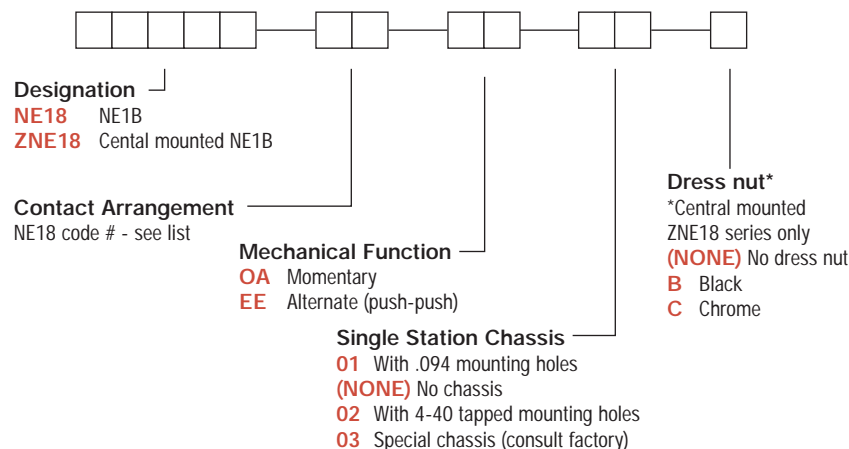 Designation
NE18 NE1B
ZNE18 Cental mounted NE1B
Contact Arrangement
NE18 code # - see list
Mechanical Function
OA Momentary
EE Alternate (push-push)
Single Station Chassis
01 With .094 mounting holes
(NONE) No chassis
02 With 4-40 tapped mounting holes
03 Special chassis (consult factory)
Dress nut*
*Central mounted
ZNE18 series only
(NONE) No dress nut
B Black
C Chrome